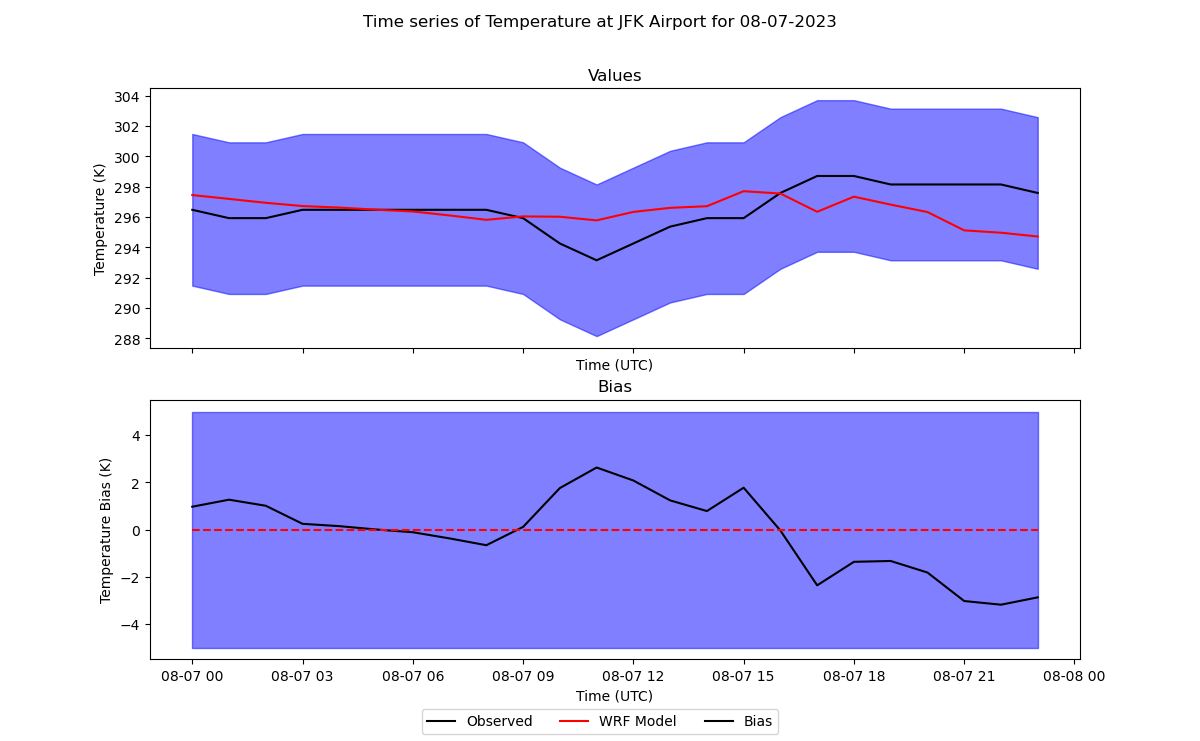 Time series of Temperature at JFK Airport for 08-07-2023
Values
Temperature (K)
304
302
300
298
296
294
292
290
288
Time (UTC)
Bias
Temperature Bias (K)
4
2
0
−2
−4
08-07 00 08-07 03 08-07 06 08-07 09 08-07 12 08-07 15 08-07 18 08-07 21 08-08 00
Time (UTC)
Observed WRF Model Bias